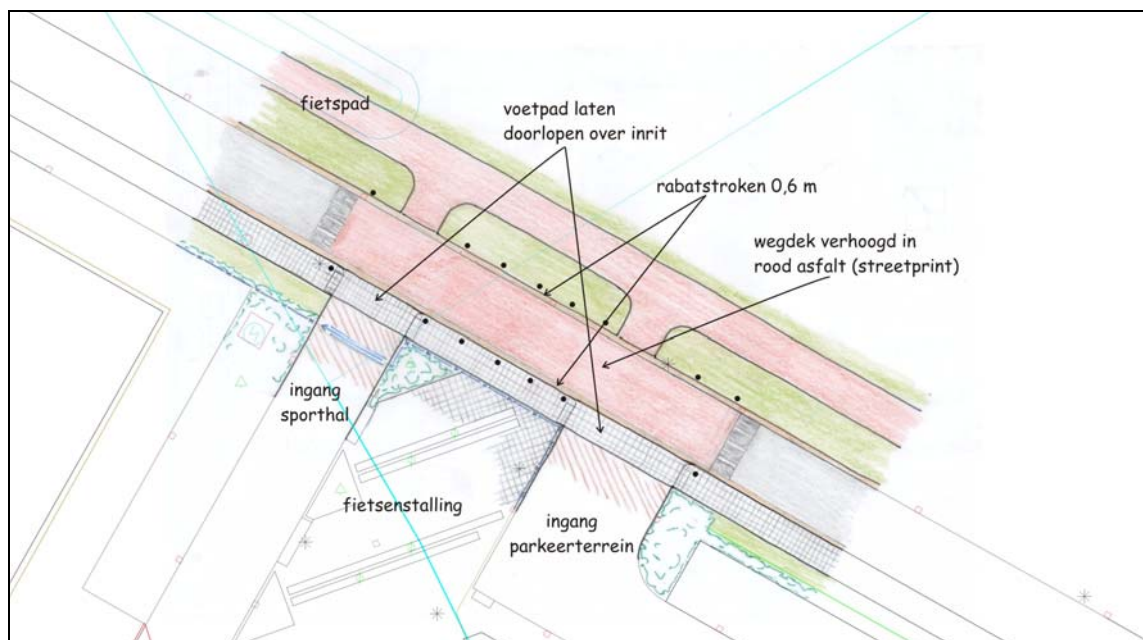 fietspad
voetpad laten
doorlopen over inrit
rabatstroken 0,6 m
wegdek verhoogd in
rood asfalt (streetprint)
ingang
sporthal
fietsenstalling
ingang
parkeerterrein